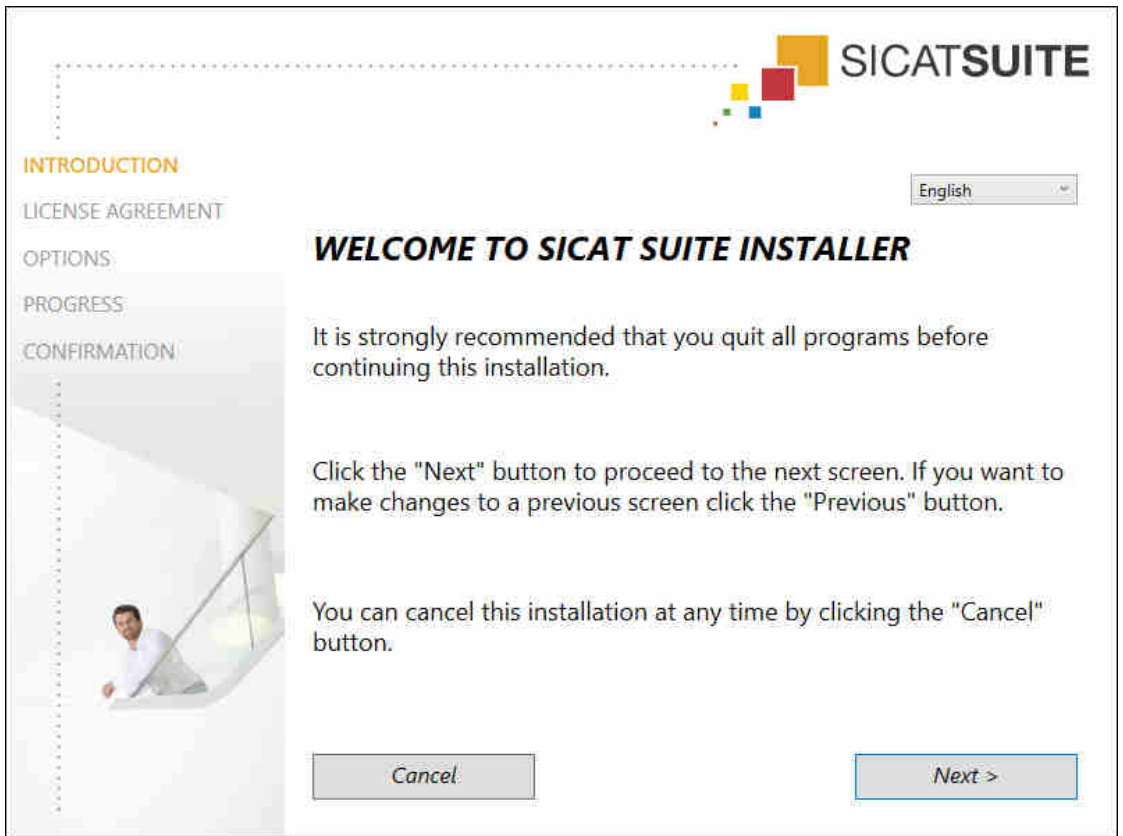 SICATSUITE
INTRODUCTION
LICENSE AGREEMENT
OPTIONS
PROGRESS
CONFIRMATION
English
WELCOME TO SICAT SUITE INSTALLER
It is strongly recommended that you quit all programs before
continuing this installation.
Click the "Next" button to proceed to the next screen. If you want to
make changes to a previous screen click the "Previous" button.
You can cancel this installation at any time by clicking the "Cancel"
button.
Cancel
Next >